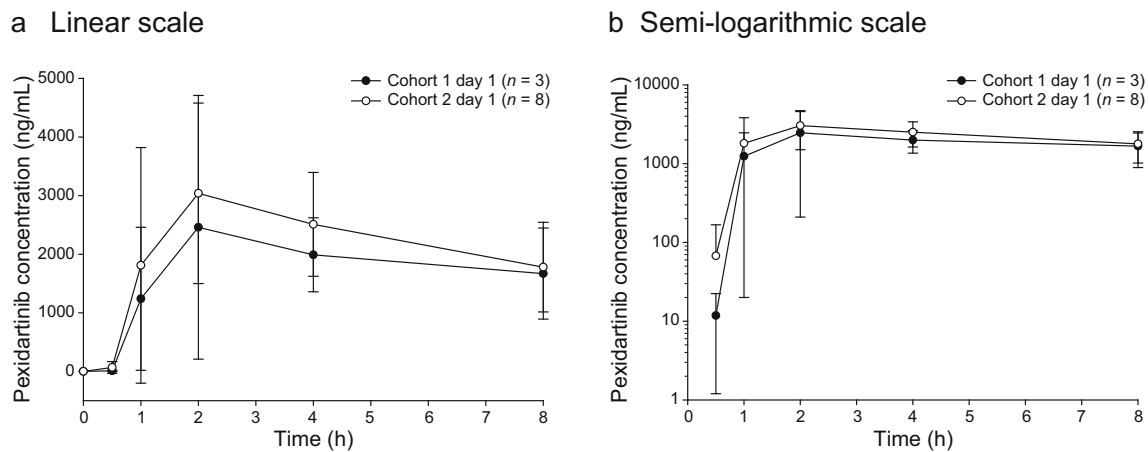 a Linear scale
Pexidartinib concentration (ng/mL)
5000
4000
3000
2000
1000
0
Cohort 1 day 1 (n = 3)
Cohort 2 day 1 (n = 8)
0 1 2 3 4 5 6 7 8
Time (h)
b Semi-logarithmic scale
Pexidartinib concentration (ng/mL)
10000
1000
100
10
1
Cohort 1 day 1 (n = 3)
Cohort 2 day 1 (n = 8)
0 1 2 3 4 5 6 7 8
Time (h)